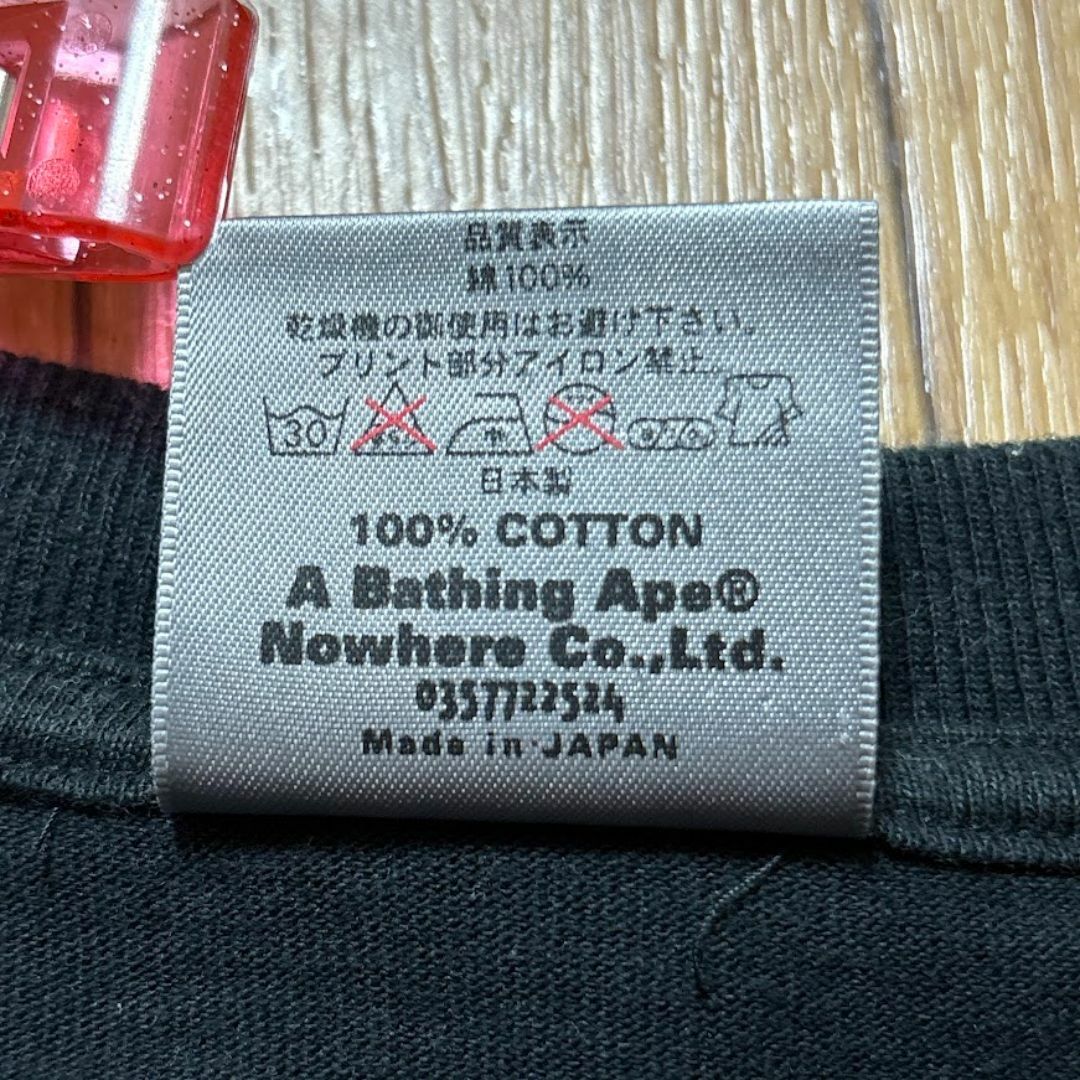 品質表示
綿100%
乾燥機の御使用はお避け下さい。
プリント部分アイロン禁止。
30
日本製
100% COTTON
A Bathing Ape®
Nowhere Co.,Ltd.
0357722524
Made in JAPAN